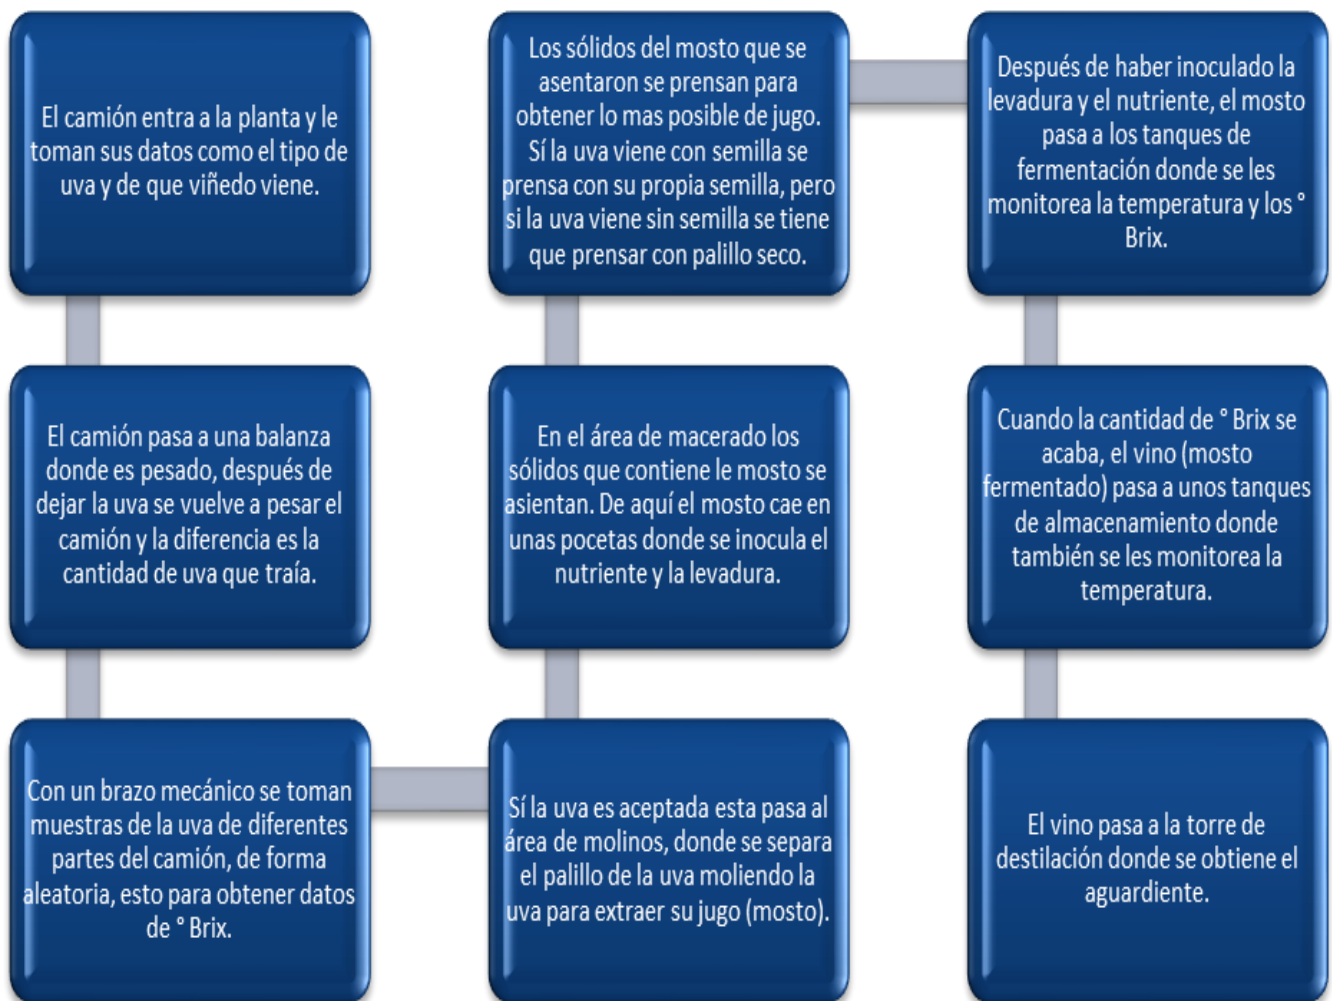 El camión entra a la planta y le
toman sus datos como el tipo de
uva y de que viñedo viene.
El camión pasa a una balanza
donde es pesado, después de
dejar la uva se vuelve a pesar el
camión y la diferencia es la
cantidad de uva que traía.
Con un brazo mecánico se toman
muestras de la uva de diferentes
partes del camión, de forma
aleatoria, esto para obtener datos
de ° Brix.
Sí la uva es aceptada esta pasa al
área de molinos, donde se separa
el palillo de la uva moliendo la
uva para extraer su jugo (mosto).
En el área de macerado los
sólidos que contiene le mosto se
asientan. De aquí el mosto cae en
unas pocetas donde se inocula el
nutriente y la levadura.
Los sólidos del mosto que se
asentaron se prensan para
obtener lo mas posible de jugo.
Sí la uva viene con semilla se
prensa con su propia semilla, pero
si la uva viene sin semilla se tiene
que prensar con palillo seco.
Después de haber inoculado la
levadura y el nutriente, el mosto
pasa a los tanques de
fermentación donde se les
monitorea la temperatura y los °
Brix.
Cuando la cantidad de ° Brix se
acaba, el vino (mosto
fermentado) pasa a unos tanques
de almacenamiento donde
también se les monitorea la
temperatura.
El vino pasa a la torre de
destilación donde se obtiene el
aguardiente.